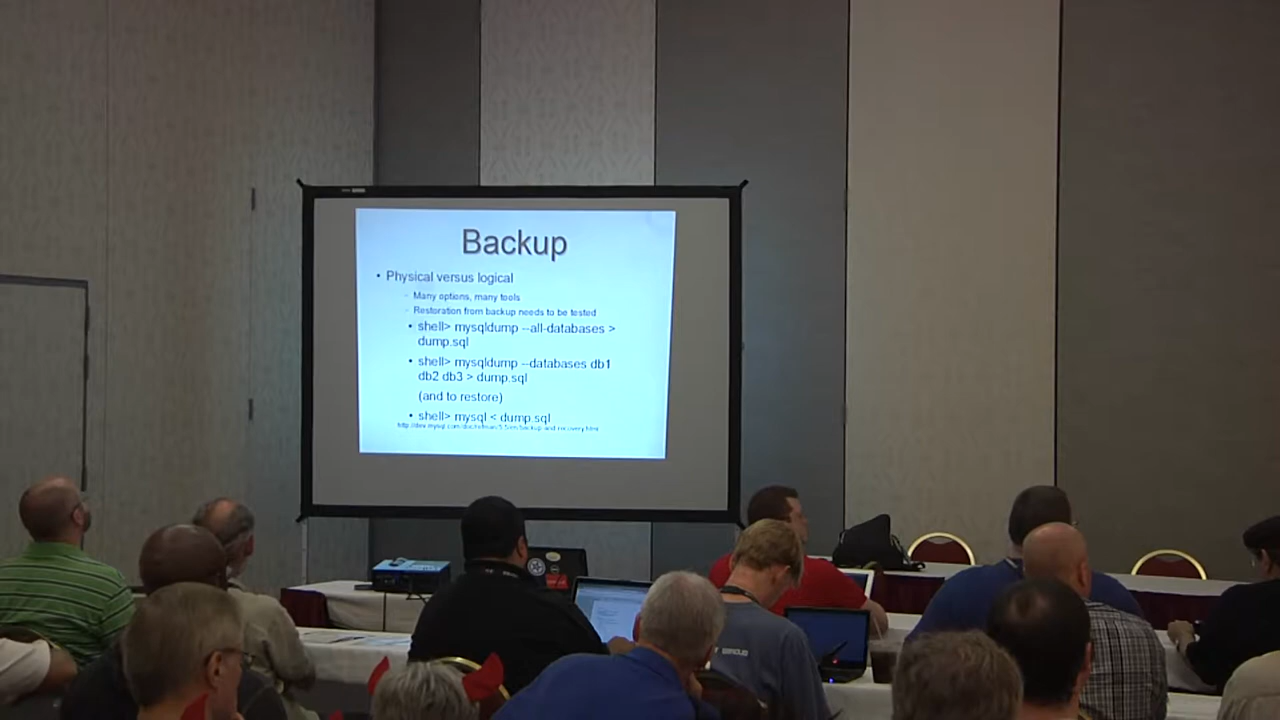 Backup
• Physical versus logical
– Many options, many tools
– Restoration from backup needs to be tested
• shell> mysqldump --all-databases >
dump.sql
• shell> mysqldump --databases db1
db2 db3 > dump.sql
(and to restore)
• shell> mysql < dump.sql